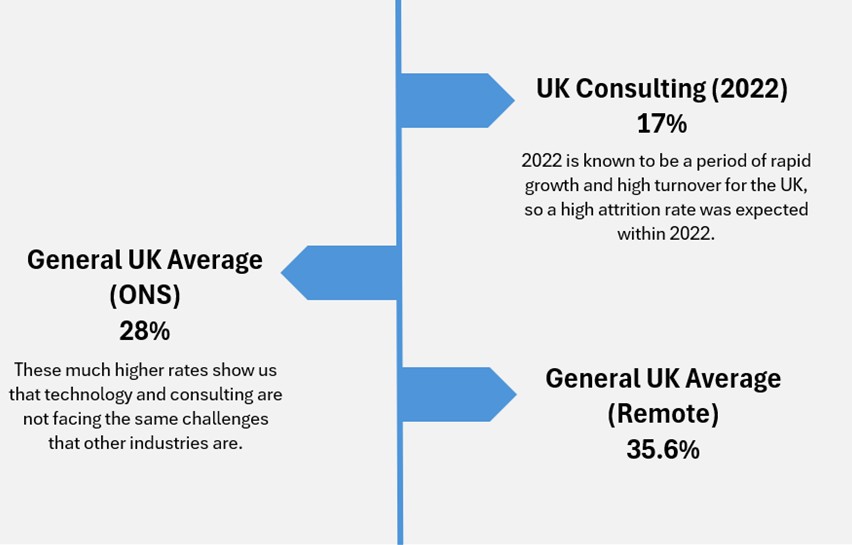 UK Consulting (2022)
17%
2022 is known to be a period of rapid
growth and high turnover for the UK,
so a high attrition rate was expected
within 2022.
General UK Average
(ONS)
28%
These much higher rates show us
that technology and consulting are
not facing the same challenges
that other industries are.
General UK Average
(Remote)
35.6%